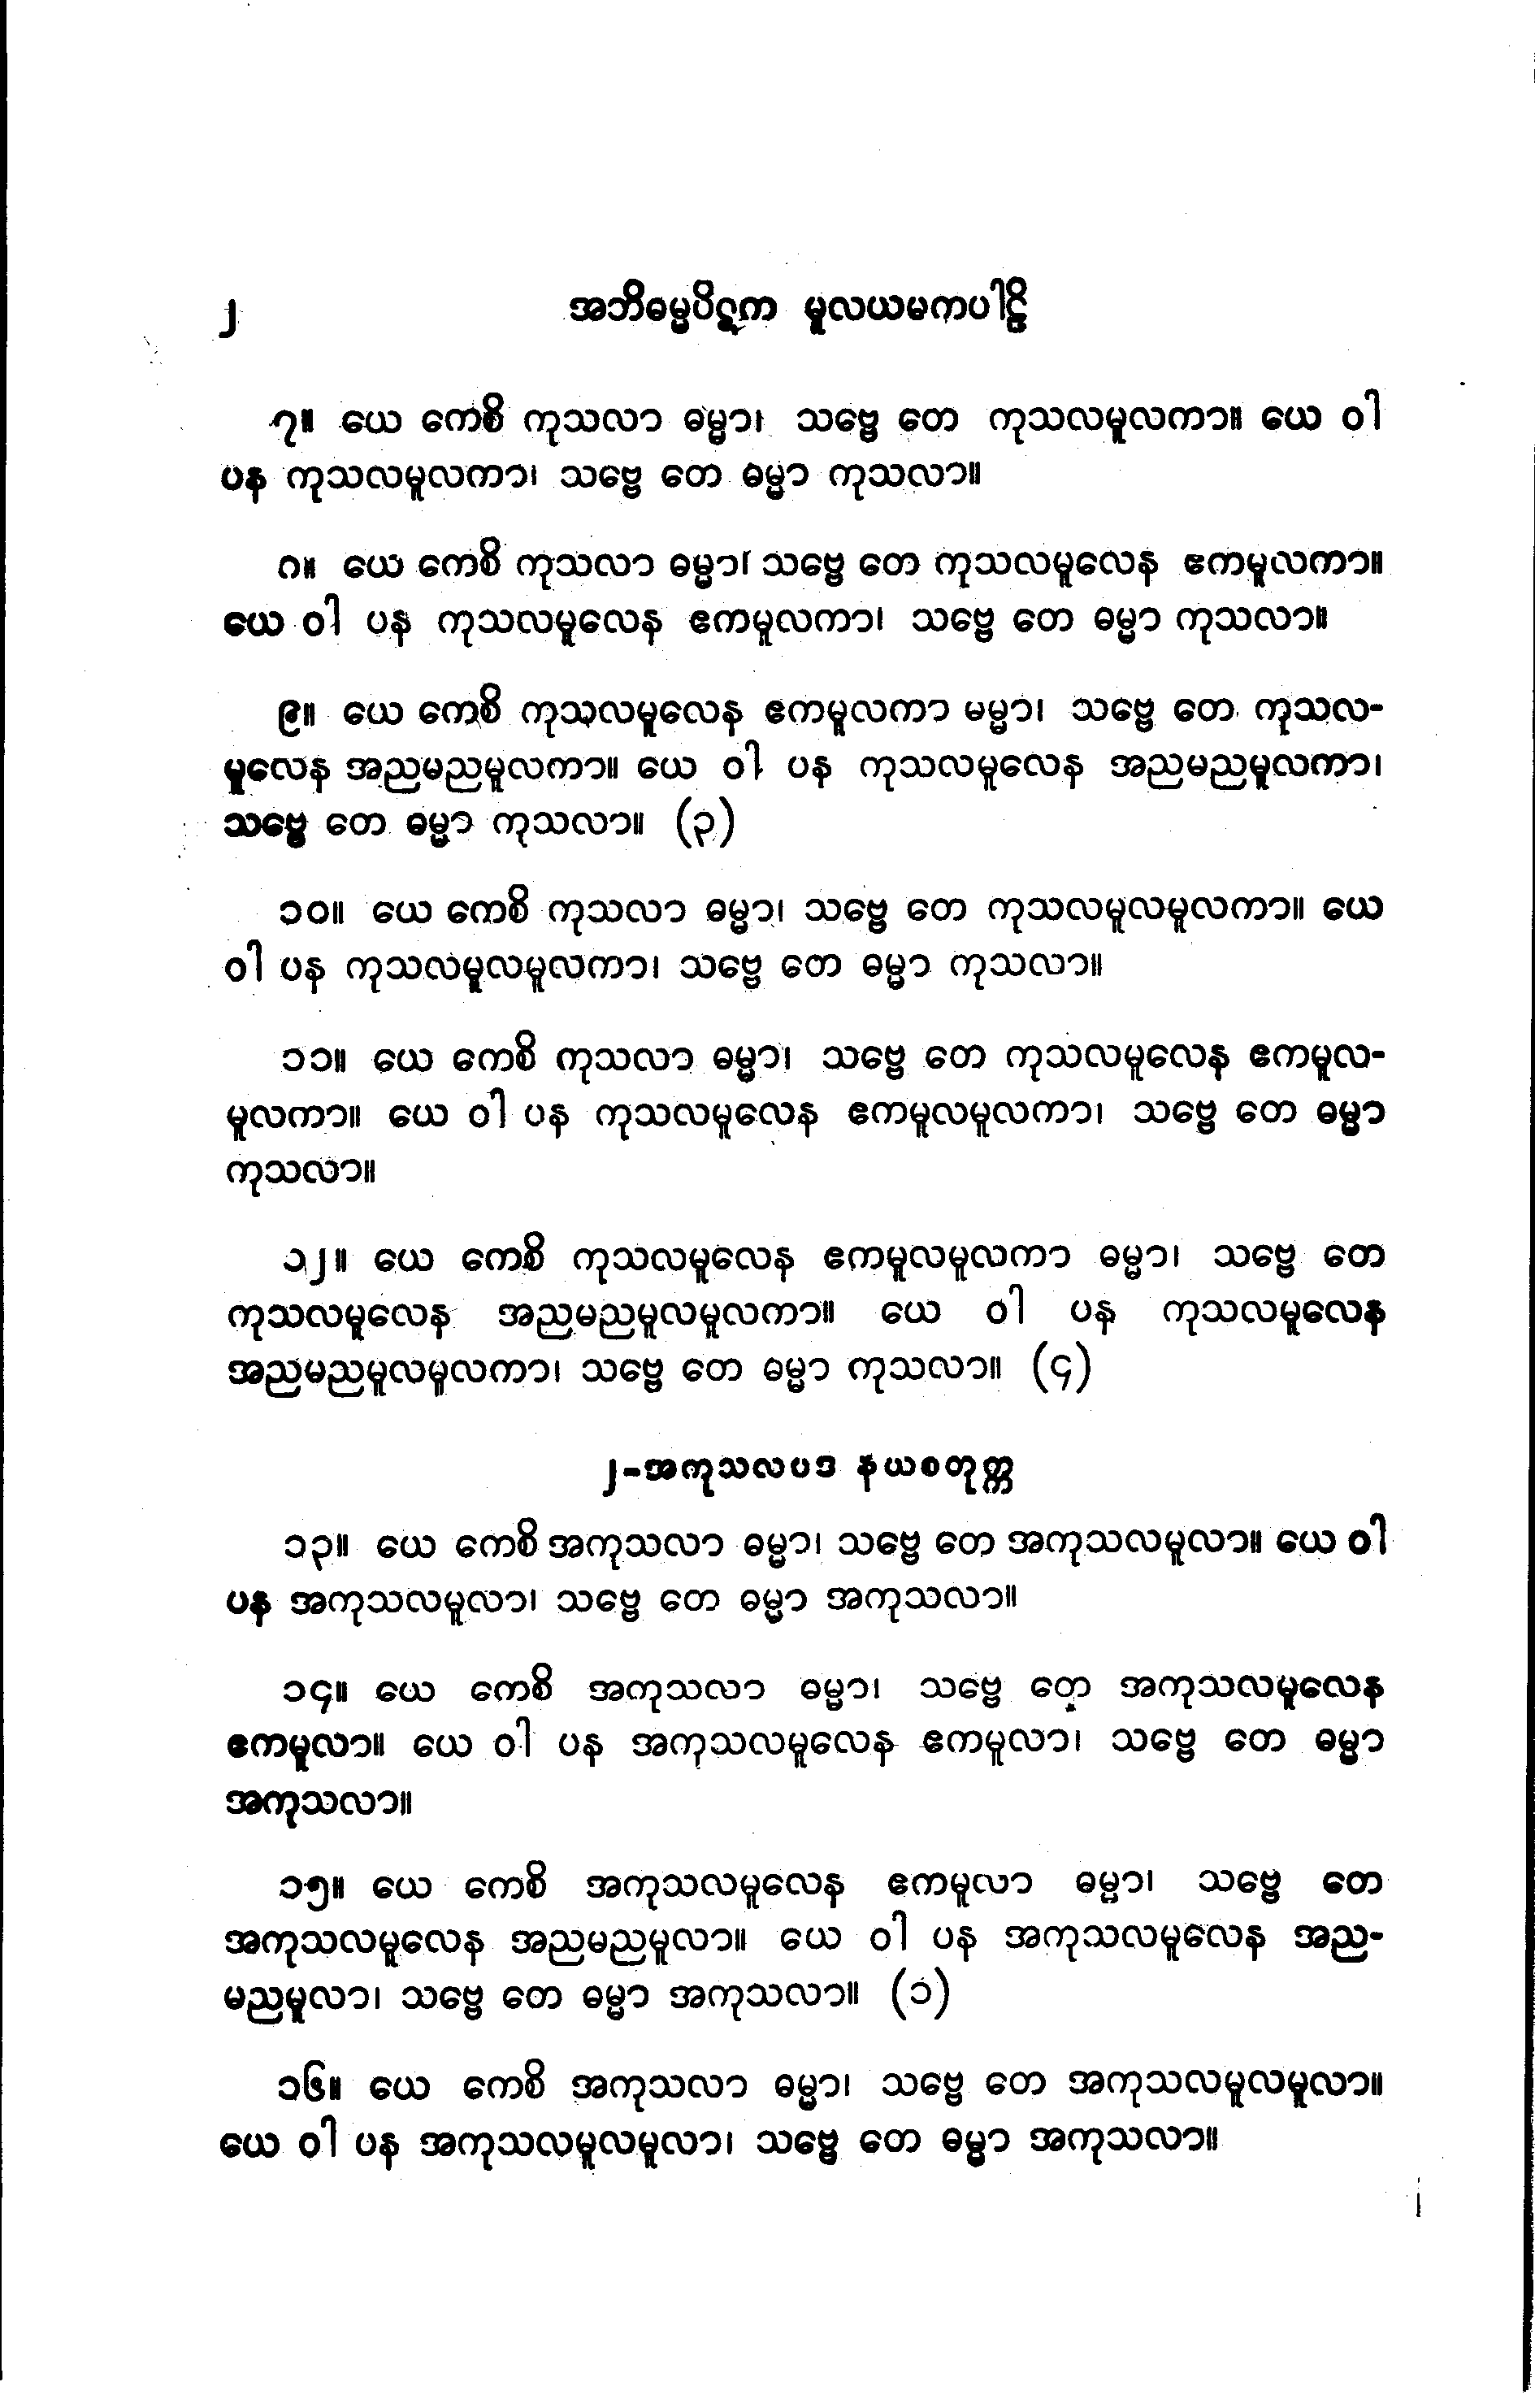 ၂ အဘိဓမ္မပိဋက မူလယမကပါဠိ
၇။ ယေ ကေစိ ကုသလာ ဓမ္မာ၊ သဗ္ဗေ တေ ကုသလမူလကာ။ ယေ ဝါ
ပန ကုသလမူလကာ၊ သဗ္ဗေ တေ ဓမ္မာ ကုသလာ။
၈။ ယေ ကေစိ ကုသလာ ဓမ္မာ၊ သဗ္ဗေ တေ ကုသလမူလေန ဧကမူလကာ။
ယေ ဝါ ပန ကုသလမူလေန ဧကမူလကာ၊ သဗ္ဗေ တေ ဓမ္မာ ကုသလာ။
၉။ ယေ ကေစိ ကုသလမူလေန ဧကမူလကာ မမ္မာ၊ သဗ္ဗေ တေ ကုသလ-
မူလေန အညမညမူလကာ။ ယေ ဝါ ပန ကုသလမူလေန အညမညမူလကာ၊
သဗ္ဗေ တေ ဓမ္မာ ကုသလာ။ (၃)
၁၀။ ယေ ကေစိ ကုသလာ ဓမ္မာ၊ သဗ္ဗေ တေ ကုသလမူလမူလကာ။ ယေ
ဝါ ပန ကုသလမူလမူလကာ၊ သဗ္ဗေ တေ ဓမ္မာ ကုသလာ။
၁၁။ ယေ ကေစိ ကုသလာ ဓမ္မာ၊ သဗ္ဗေ တေ ကုသလမူလေန ဧကမူလ-
မူလကာ။ ယေ ဝါ ပန ကုသလမူလေန ဧကမူလမူလကာ၊ သဗ္ဗေ တေ ဓမ္မာ
ကုသလာ။
၁၂။ ယေ ကေစိ ကုသလမူလေန ဧကမူလမူလကာ ဓမ္မာ၊ သဗ္ဗေ တေ
ကုသလမူလေန အညမညမူလမူလကာ။ ယေ ဝါ ပန ကုသလမူလေန
အညမညမူလမူလကာ၊ သဗ္ဗေ တေ ဓမ္မာ ကုသလာ။ (၄)
၂-အကုသလပဒ နယစတုက္က
၁၃။ ယေ ကေစိ အကုသလာ ဓမ္မာ၊ သဗ္ဗေ တေ အကုသလမူလာ။ ယေ ဝါ
ပန အကုသလမူလာ၊ သဗ္ဗေ တေ ဓမ္မာ အကုသလာ။
၁၄။ ယေ ကေစိ အကုသလာ ဓမ္မာ၊ သဗ္ဗေ တေ အကုသလမူလေန
ဧကမူလာ။ ယေ ဝါ ပန အကုသလမူလေန ဧကမူလာ၊ သဗ္ဗေ တေ ဓမ္မာ
အကုသလာ။
၁၅။ ယေ ကေစိ အကုသလမူလေန ဧကမူလာ ဓမ္မာ၊ သဗ္ဗေ တေ
အကုသလမူလေန အညမညမူလာ။ ယေ ဝါ ပန အကုသလမူလေန အည-
မညမူလာ၊ သဗ္ဗေ တေ ဓမ္မာ အကုသလာ။ (၁)
၁၆။ ယေ ကေစိ အကုသလာ ဓမ္မာ၊ သဗ္ဗေ တေ အကုသလမူလမူလာ။
ယေ ဝါ ပန အကုသလမူလမူလာ၊ သဗ္ဗေ တေ ဓမ္မာ အကုသလာ။